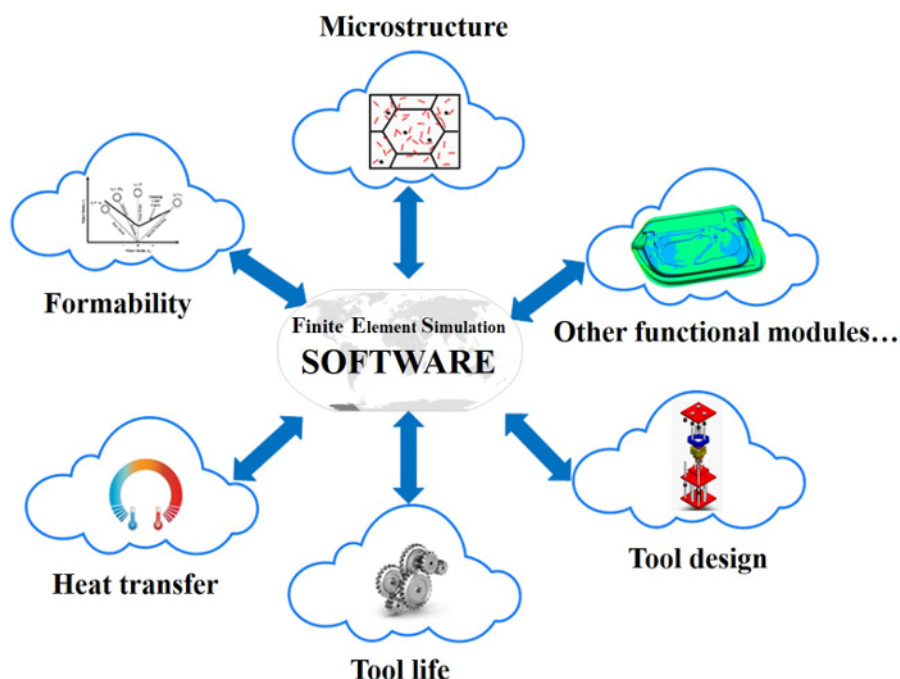 Microstructure
Formability
Finite Element Simulation
SOFTWARE
Other functional modules…
Heat transfer
Tool life
Tool design